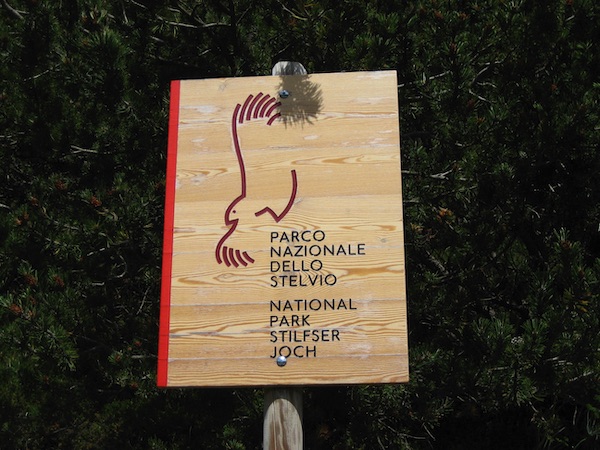 PARCO
NAZIONALE
DELLO
STELVIO
NATIONAL
PARK
STILFSER
JOCH